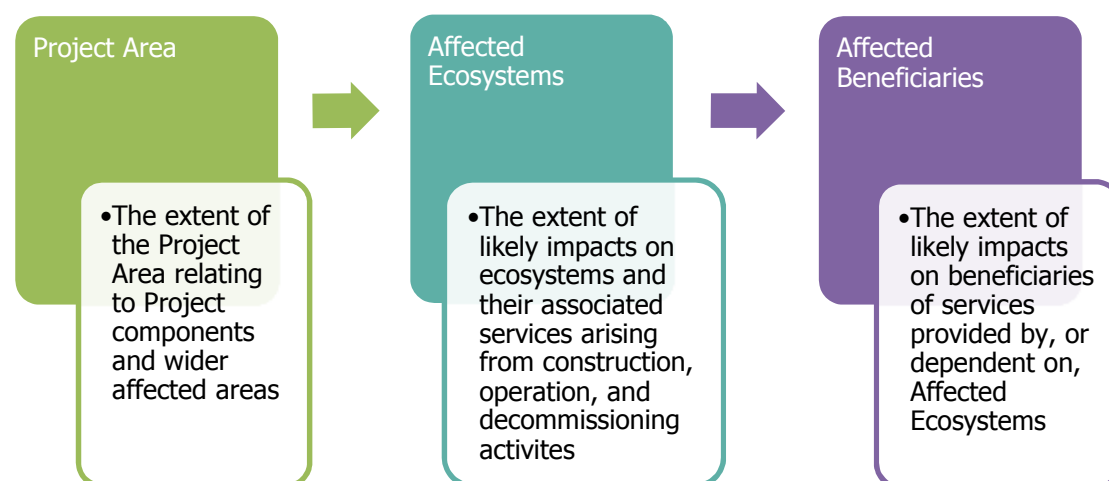 Project Area
•The extent of
the Project
Area relating
to Project
components
and wider
affected areas
Affected
Ecosystems
•The extent of
likely impacts on
ecosystems and
their associated
services arising
from construction,
operation, and
decommissioning
activites
Affected
Beneficiaries
•The extent of
likely impacts
on beneficiaries
of services
provided by, or
dependent on,
Affected
Ecosystems